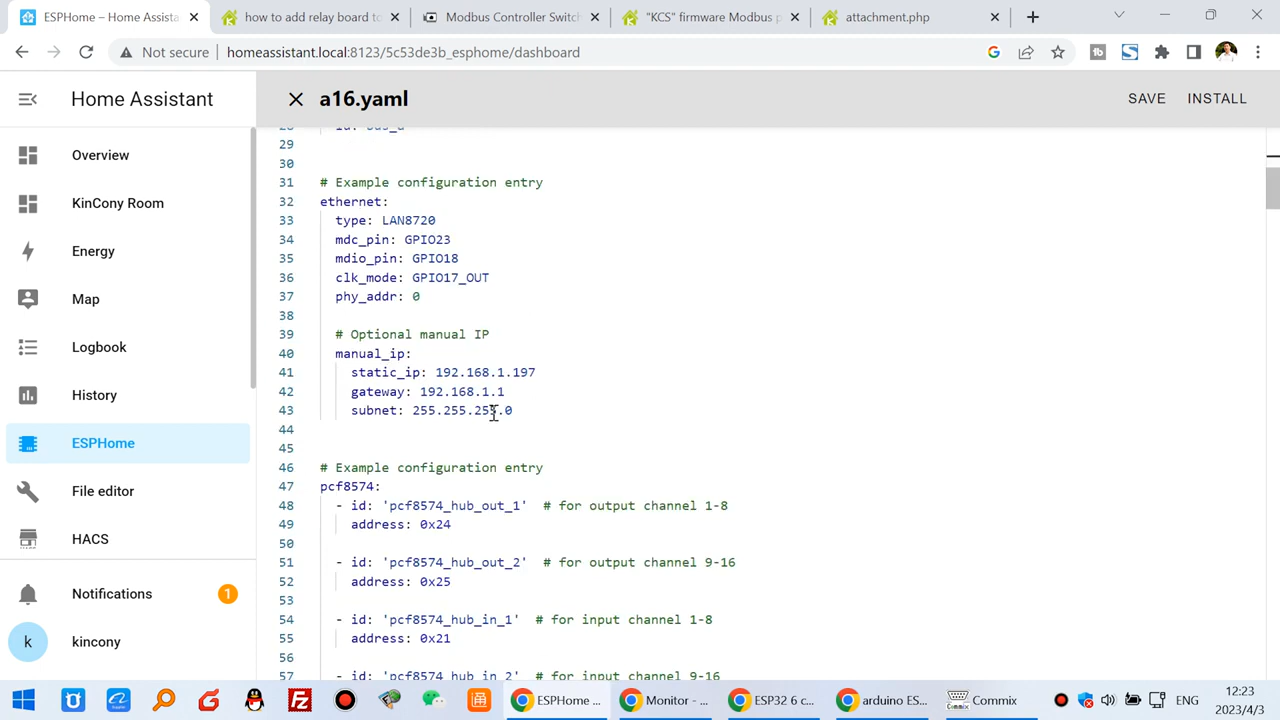 ESPHome – Home Assista
how to add relay board to
Modbus Controller Switch
"KCS" firmware Modbus p
attachment.php
Not secure
homeassistant.local:8123/5c53de3b_esphome/dashboard
Home Assistant
a16.yaml
SAVE
INSTALL
Overview
KinCony Room
Energy
Map
Logbook
History
ESPHome
File editor
HACS
Notifications
1
k
kincony
28 id: bus_a
29
30
31 # Example configuration entry
32 ethernet:
33 type: LAN8720
34 mdc_pin: GPIO23
35 mdio_pin: GPIO18
36 clk_mode: GPIO17_OUT
37 phy_addr: 0
38
39 # Optional manual IP
40 manual_ip:
41 static_ip: 192.168.1.197
42 gateway: 192.168.1.1
43 subnet: 255.255.255.0
44
45
46 # Example configuration entry
47 pcf8574:
48 - id: 'pcf8574_hub_out_1' # for output channel 1-8
49 address: 0x24
50
51 - id: 'pcf8574_hub_out_2' # for output channel 9-16
52 address: 0x25
53
54 - id: 'pcf8574_hub_in_1' # for input channel 1-8
55 address: 0x21
56
57 - id: 'pcf8574_hub_in_2' # for input channel 9-16
ESPHome ...
Monitor - ...
ESP32 6 c...
arduino ES...
Commix
ENG
12:23
2023/4/3